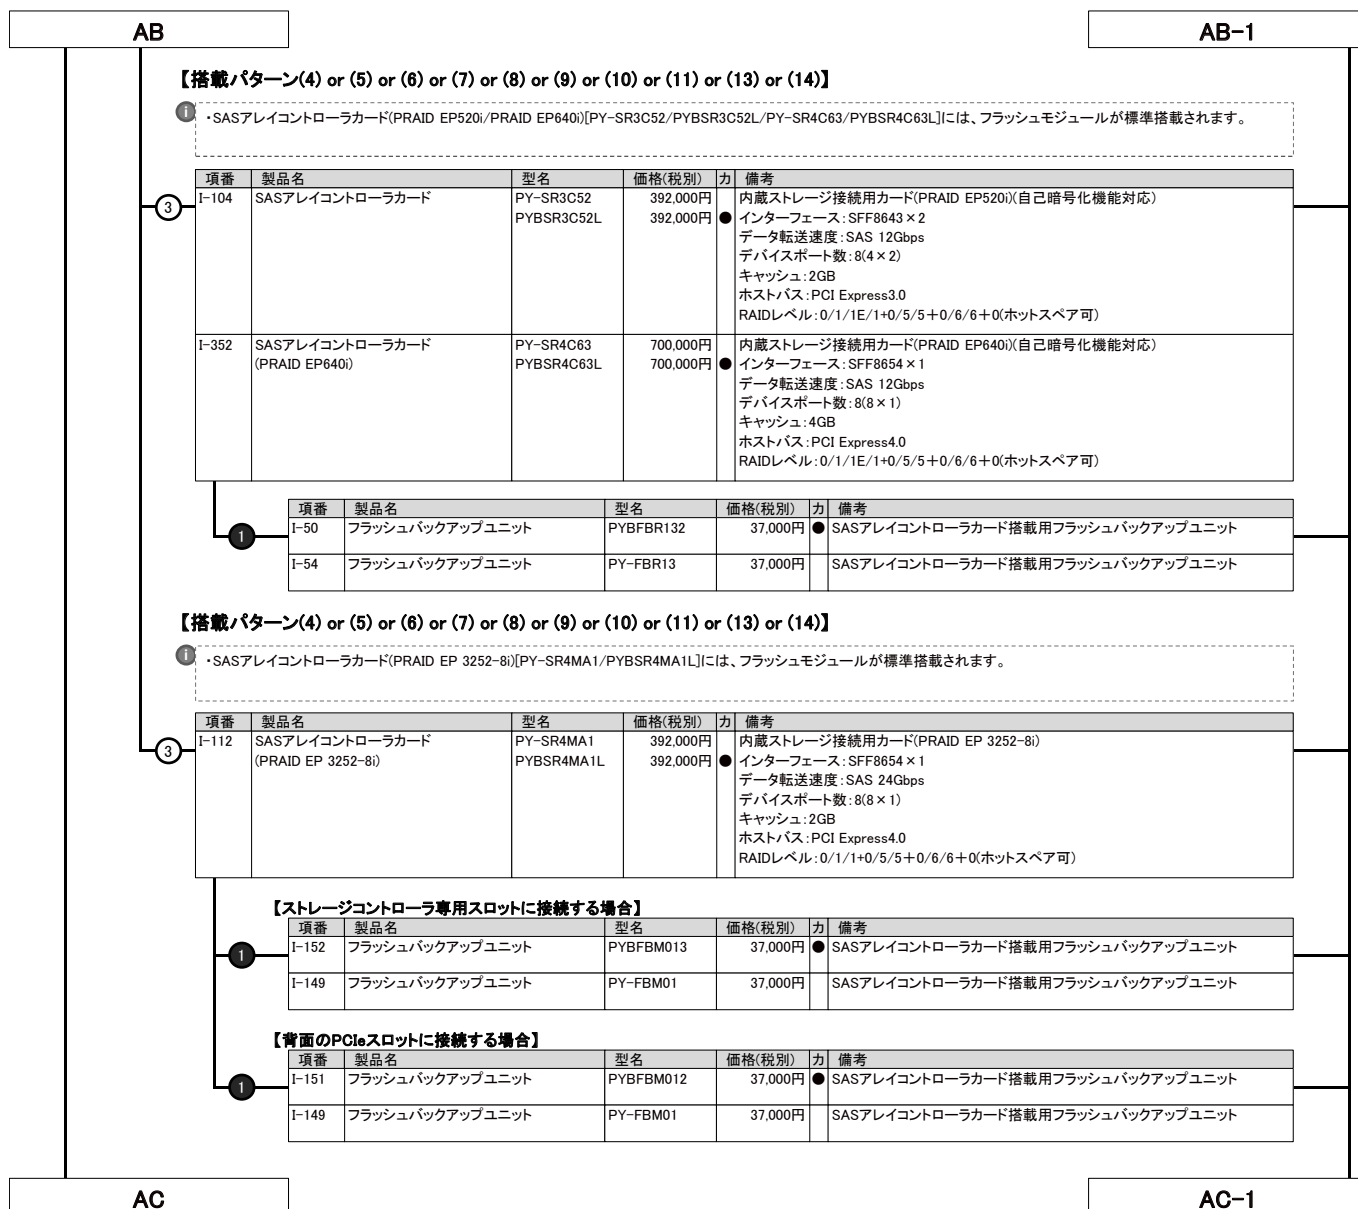 AB
AB-1
【搭載パターン(4) or (5) or (6) or (7) or (8) or (9) or (10) or (11) or (13) or (14)】
i
・SASアレイコントローラカード(PRAID EP520i/PRAID EP640i)[PY-SR3C52/PYBSR3C52L/PY-SR4C63/PYBSR4C63L]には、フラッシュモジュールが標準搭載されます。
項番 製品名 型名 価格(税別) カ 備考
3
I-104 SASアレイコントローラカード PY-SR3C52 392,000円 内蔵ストレージ接続用カード(PRAID EP520i)(自己暗号化機能対応)
PYBSR3C52L 392,000円 ● インターフェース:SFF8643×2
データ転送速度:SAS 12Gbps
デバイスポート数:8(4×2)
キャッシュ:2GB
ホストバス:PCI Express3.0
RAIDレベル:0/1/1E/1+0/5/5+0/6/6+0(ホットスペア可)
I-352 SASアレイコントローラカード PY-SR4C63 700,000円 内蔵ストレージ接続用カード(PRAID EP640i)(自己暗号化機能対応)
(PRAID EP640i) PYBSR4C63L 700,000円 ● インターフェース:SFF8654×1
データ転送速度:SAS 12Gbps
デバイスポート数:8(8×1)
キャッシュ:4GB
ホストバス:PCI Express4.0
RAIDレベル:0/1/1E/1+0/5/5+0/6/6+0(ホットスペア可)
項番 製品名 型名 価格(税別) カ 備考
1
I-50 フラッシュバックアップユニット PYBFBR132 37,000円 ● SASアレイコントローラカード搭載用フラッシュバックアップユニット
I-54 フラッシュバックアップユニット PY-FBR13 37,000円 SASアレイコントローラカード搭載用フラッシュバックアップユニット
【搭載パターン(4) or (5) or (6) or (7) or (8) or (9) or (10) or (11) or (13) or (14)】
i
・SASアレイコントローラカード(PRAID EP 3252-8i)[PY-SR4MA1/PYBSR4MA1L]には、フラッシュモジュールが標準搭載されます。
項番 製品名 型名 価格(税別) カ 備考
3
I-112 SASアレイコントローラカード PY-SR4MA1 392,000円 内蔵ストレージ接続用カード(PRAID EP 3252-8i)
(PRAID EP 3252-8i) PYBSR4MA1L 392,000円 ● インターフェース:SFF8654×1
データ転送速度:SAS 24Gbps
デバイスポート数:8(8×1)
キャッシュ:2GB
ホストバス:PCI Express4.0
RAIDレベル:0/1/1+0/5/5+0/6/6+0(ホットスペア可)
【ストレージコントローラ専用スロットに接続する場合】
項番 製品名 型名 価格(税別) カ 備考
1
I-152 フラッシュバックアップユニット PYBFBM013 37,000円 ● SASアレイコントローラカード搭載用フラッシュバックアップユニット
I-149 フラッシュバックアップユニット PY-FBM01 37,000円 SASアレイコントローラカード搭載用フラッシュバックアップユニット
【背面のPCIeスロットに接続する場合】
項番 製品名 型名 価格(税別) カ 備考
1
I-151 フラッシュバックアップユニット PYBFBM012 37,000円 ● SASアレイコントローラカード搭載用フラッシュバックアップユニット
I-149 フラッシュバックアップユニット PY-FBM01 37,000円 SASアレイコントローラカード搭載用フラッシュバックアップユニット
AC
AC-1